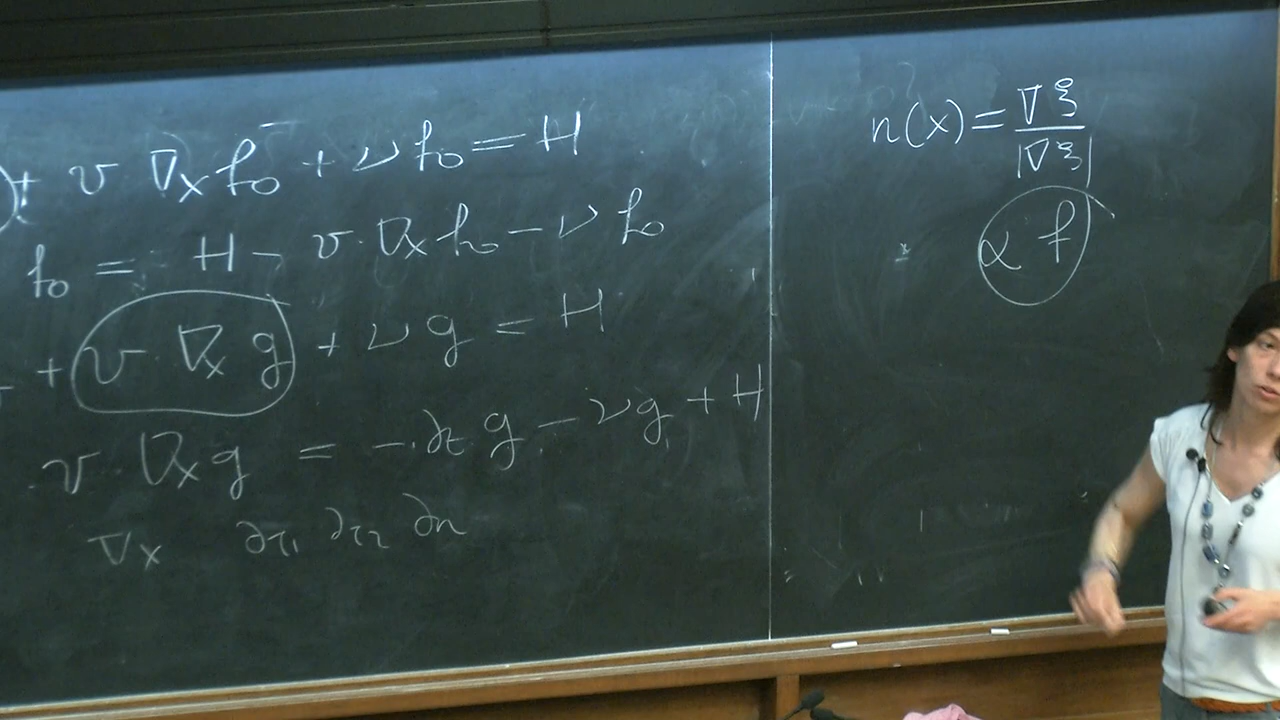 )+ v ∇x f₀ + ν f₀ = H
f₀ = H - v · ∇x f₀ - ν f₀
+ v · ∇x g + ν g = H
v · ∇x g = - ∂t g - ν g + H
∇x ∂τ₁ ∂τ₂ ∂n
n(x) = ∇ξ / |∇ξ|
α f